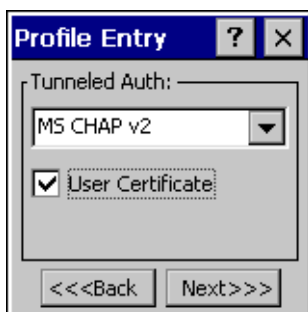 Profile Entry ? ×
Tunneled Auth:
MS CHAP v2
User Certificate
<<<Back Next>>>